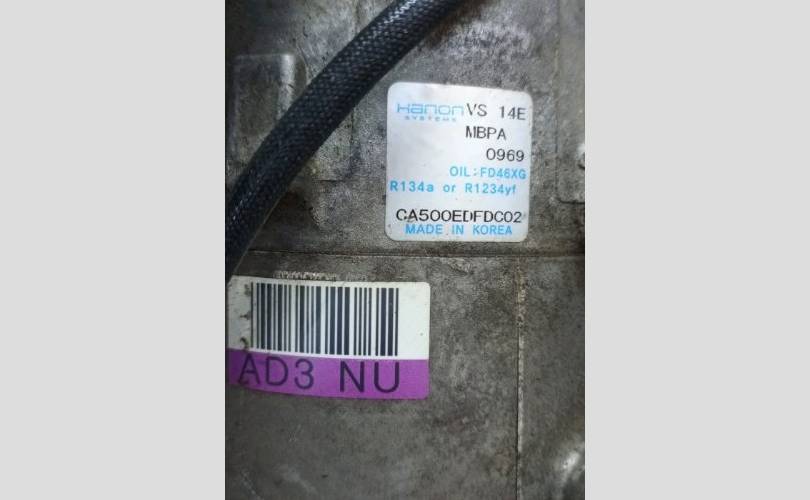 Hanon VS 14E
SYSTEMS
MBPA
0969
OIL:FD46XG
R134a or R1234yf
CA500EDFDC02
MADE IN KOREA
AD3 NU